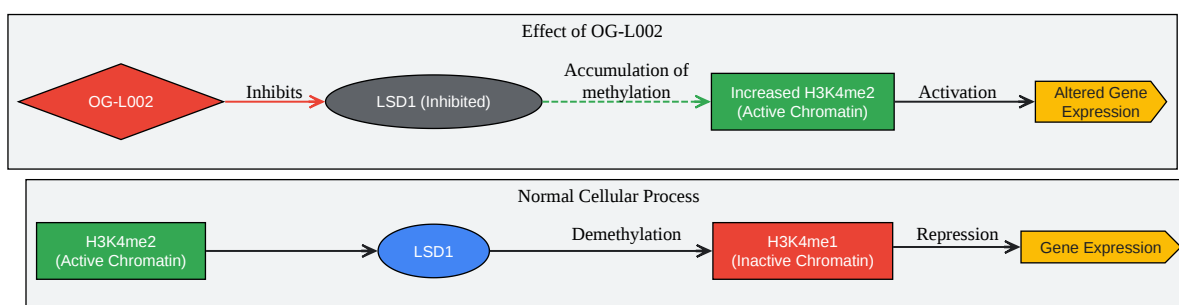 Effect of OG-L002
OG-L002
Inhibits
LSD1 (Inhibited)
Accumulation of
methylation
Increased H3K4me2
(Active Chromatin)
Activation
Altered Gene
Expression
Normal Cellular Process
H3K4me2
(Active Chromatin)
LSD1
Demethylation
H3K4me1
(Inactive Chromatin)
Repression
Gene Expression